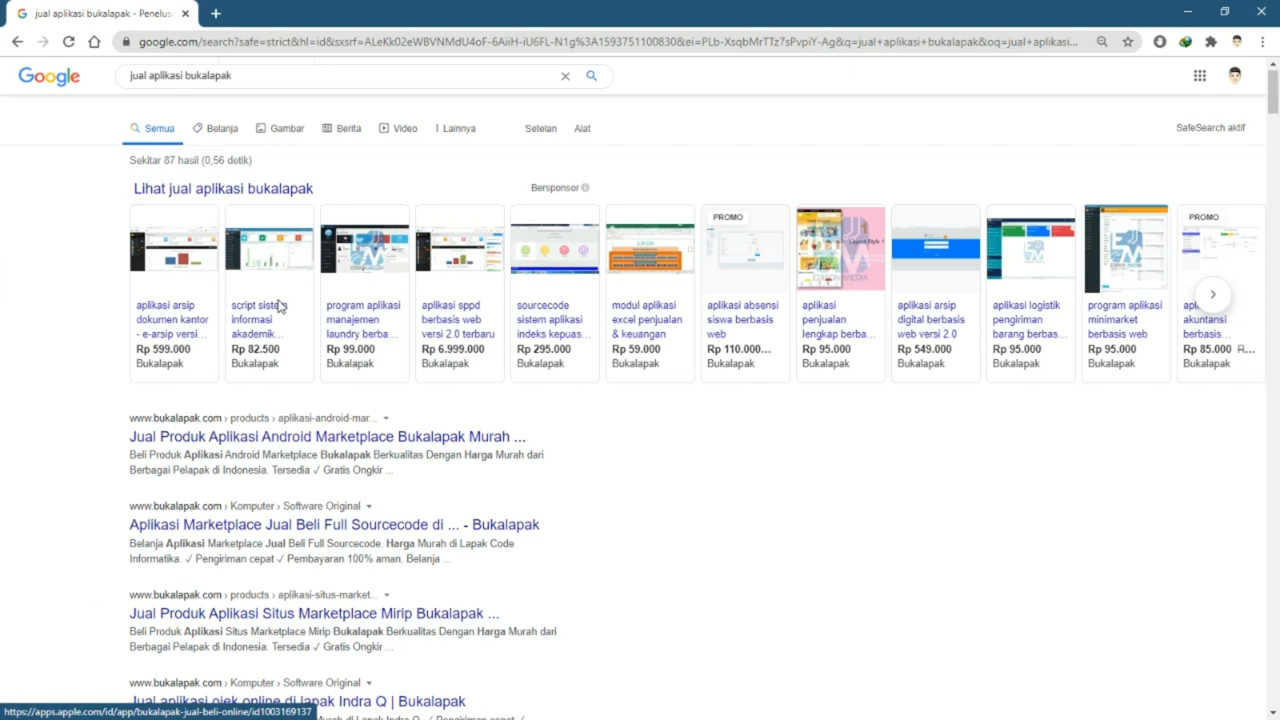 jual aplikasi bukalapak - Penelus
google.com/search?safe=strict&hl=id&sxsrf=ALeKk02eWBVNMdU4oF-6AiiH-iU6FL-N1g%3A1593751100830&ei=PLb-XsqbMrTTz7sPvpiY-Ag&q=jual+aplikasi+bukalapak&oq=jual+aplikasi...
Google
jual aplikasi bukalapak
Semua
Belanja
Gambar
Berita
Video
Lainnya
Setelan
Alat
SafeSearch aktif
Sekitar 87 hasil (0,56 detik)
Lihat jual aplikasi bukalapak
Bersponsor
aplikasi arsip
dokumen kantor
- e-arsip versi...
Rp 599.000
Bukalapak
script sistem
informasi
akademik...
Rp 82.500
Bukalapak
program aplikasi
manajemen
laundry berba...
Rp 99.000
Bukalapak
aplikasi sppd
berbasis web
versi 2.0 terbaru
Rp 6.999.000
Bukalapak
sourcecode
sistem aplikasi
indeks kepuas...
Rp 295.000
Bukalapak
modul aplikasi
excel penjualan
& keuangan
Rp 59.000
Bukalapak
PROMO
aplikasi absensi
siswa berbasis
web
Rp 110.000...
Bukalapak
aplikasi
penjualan
lengkap berba...
Rp 95.000
Bukalapak
aplikasi arsip
digital berbasis
web versi 2.0
Rp 549.000
Bukalapak
aplikasi logistik
pengiriman
barang berbas...
Rp 95.000
Bukalapak
program aplikasi
minimarket
berbasis web
Rp 95.000
Bukalapak
PROMO
akuntansi
berbasis...
Rp 85.000 R...
Bukalapak
www.bukalapak.com › products › aplikasi-android-mar...
Jual Produk Aplikasi Android Marketplace Bukalapak Murah ...
Beli Produk Aplikasi Android Marketplace Bukalapak Berkualitas Dengan Harga Murah dari
Berbagai Pelapak di Indonesia. Tersedia ✓ Gratis Ongkir ...
www.bukalapak.com › Komputer › Software Original
Aplikasi Marketplace Jual Beli Full Sourcecode di ... - Bukalapak
Belanja Aplikasi Marketplace Jual Beli Full Sourcecode. Harga Murah di Lapak Code
Informatika. ✓ Pengiriman cepat ✓ Pembayaran 100% aman. Belanja ...
www.bukalapak.com › products › aplikasi-situs-market...
Jual Produk Aplikasi Situs Marketplace Mirip Bukalapak ...
Beli Produk Aplikasi Situs Marketplace Mirip Bukalapak Berkualitas Dengan Harga Murah dari
Berbagai Pelapak di Indonesia. Tersedia ✓ Gratis Ongkir ...
www.bukalapak.com › Komputer › Software Original
Jual aplikasi ojek online di lapak Indra Q | Bukalapak
https://apps.apple.com/id/app/bukalapak-jual-beli-online/id1003169137